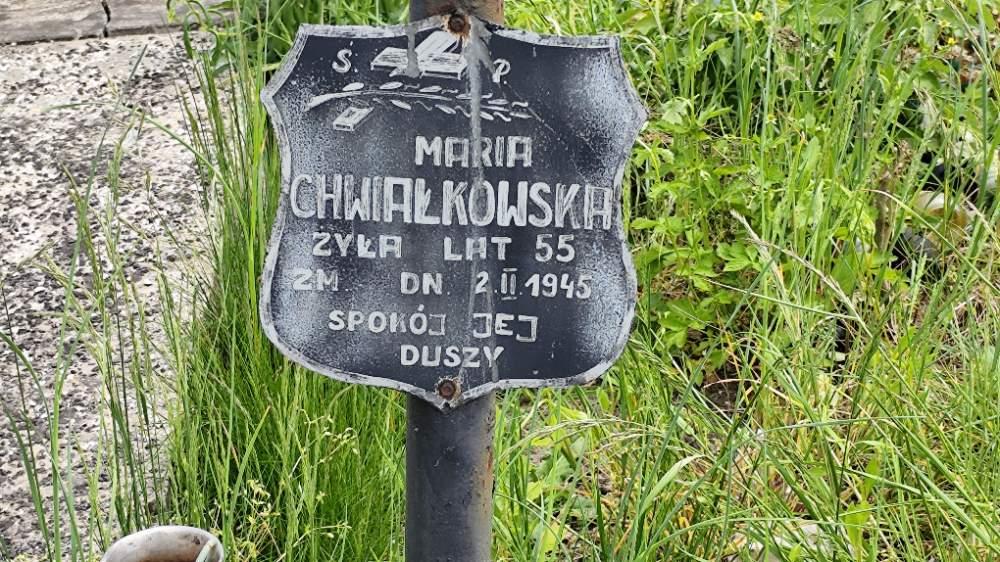 Ś. P.
MARIA
CHWIAŁKOWSKA
ŻYŁA LAT 55
ZM. DN. 2.II.1945
SPOKÓJ JEJ
DUSZY